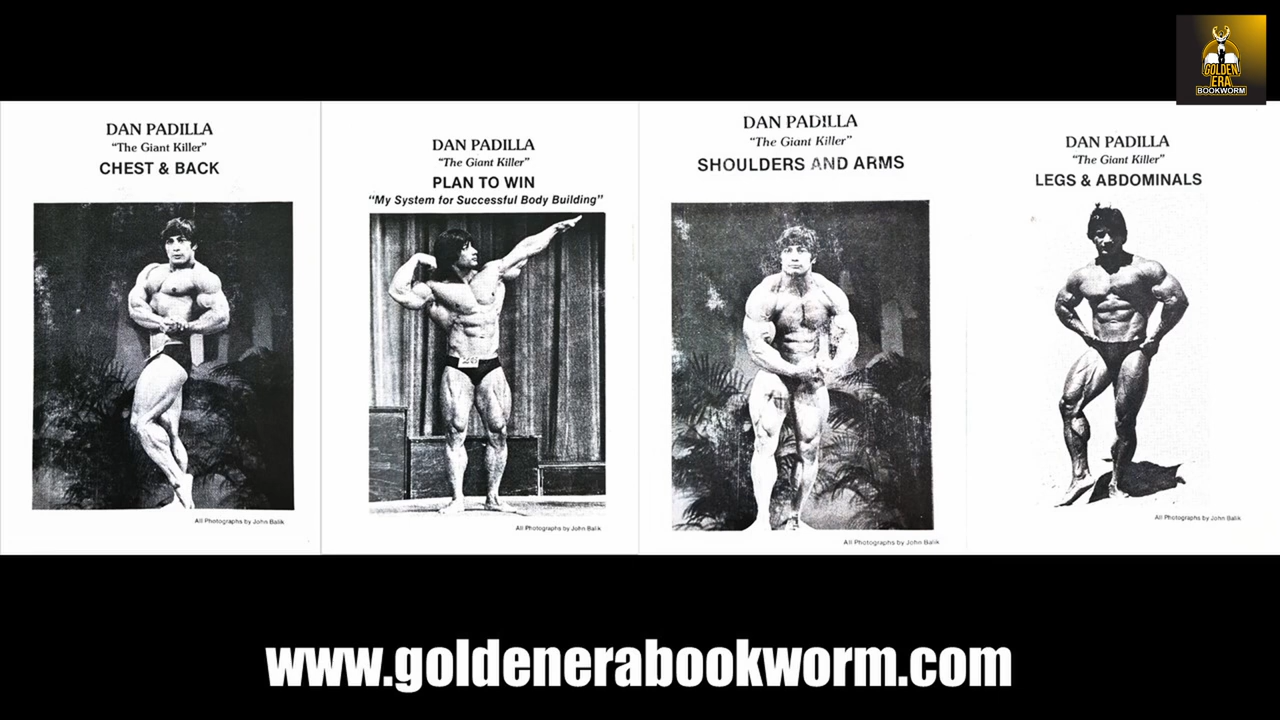 GOLDEN
ERA
BOOKWORM
DAN PADILLA
“The Giant Killer”
CHEST & BACK
All Photographs by John Balik
DAN PADILLA
“The Giant Killer”
PLAN TO WIN
“My System for Successful Body Building”
All Photographs by John Balik
DAN PADILLA
“The Giant Killer”
SHOULDERS AND ARMS
All Photographs by John Balik
DAN PADILLA
“The Giant Killer”
LEGS & ABDOMINALS
All Photographs by John Balik
www.goldenerabookworm.com